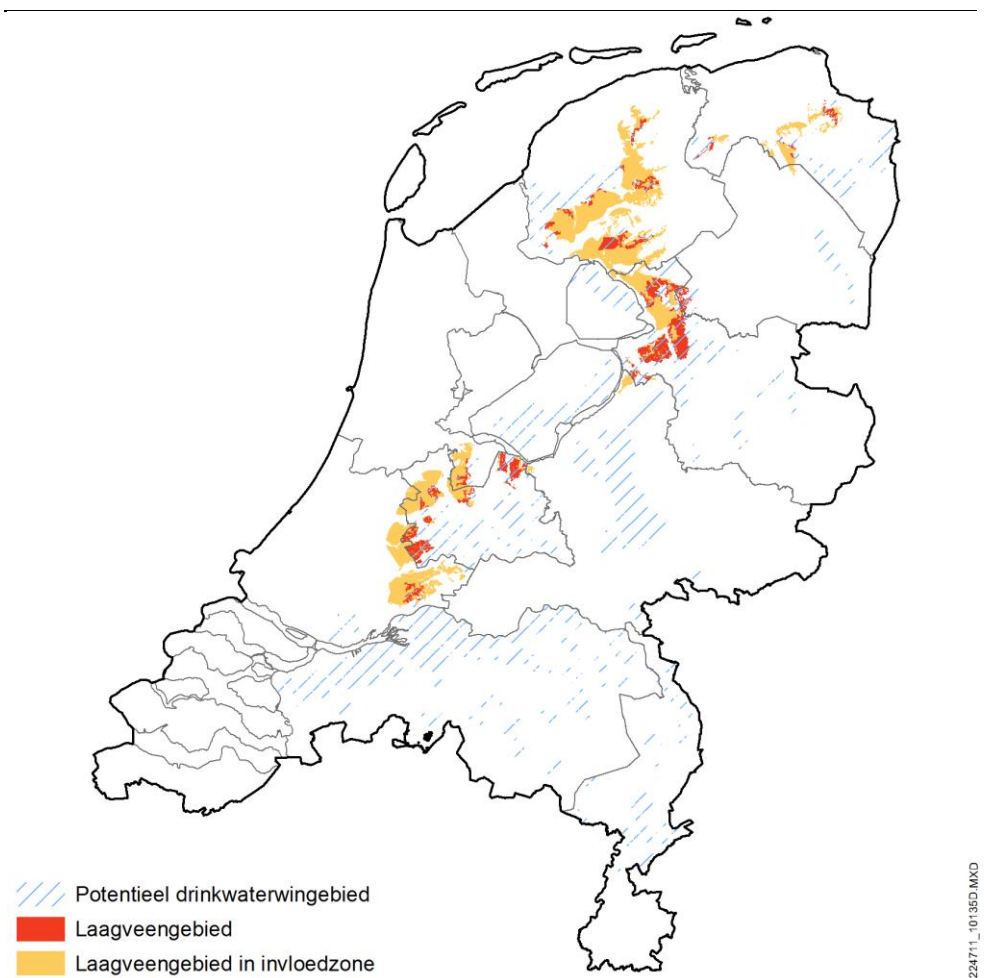 Potentieel drinkwaterwingebied
Laagveengebied
Laagveengebied in invloedzone
224711_10135D.MXD